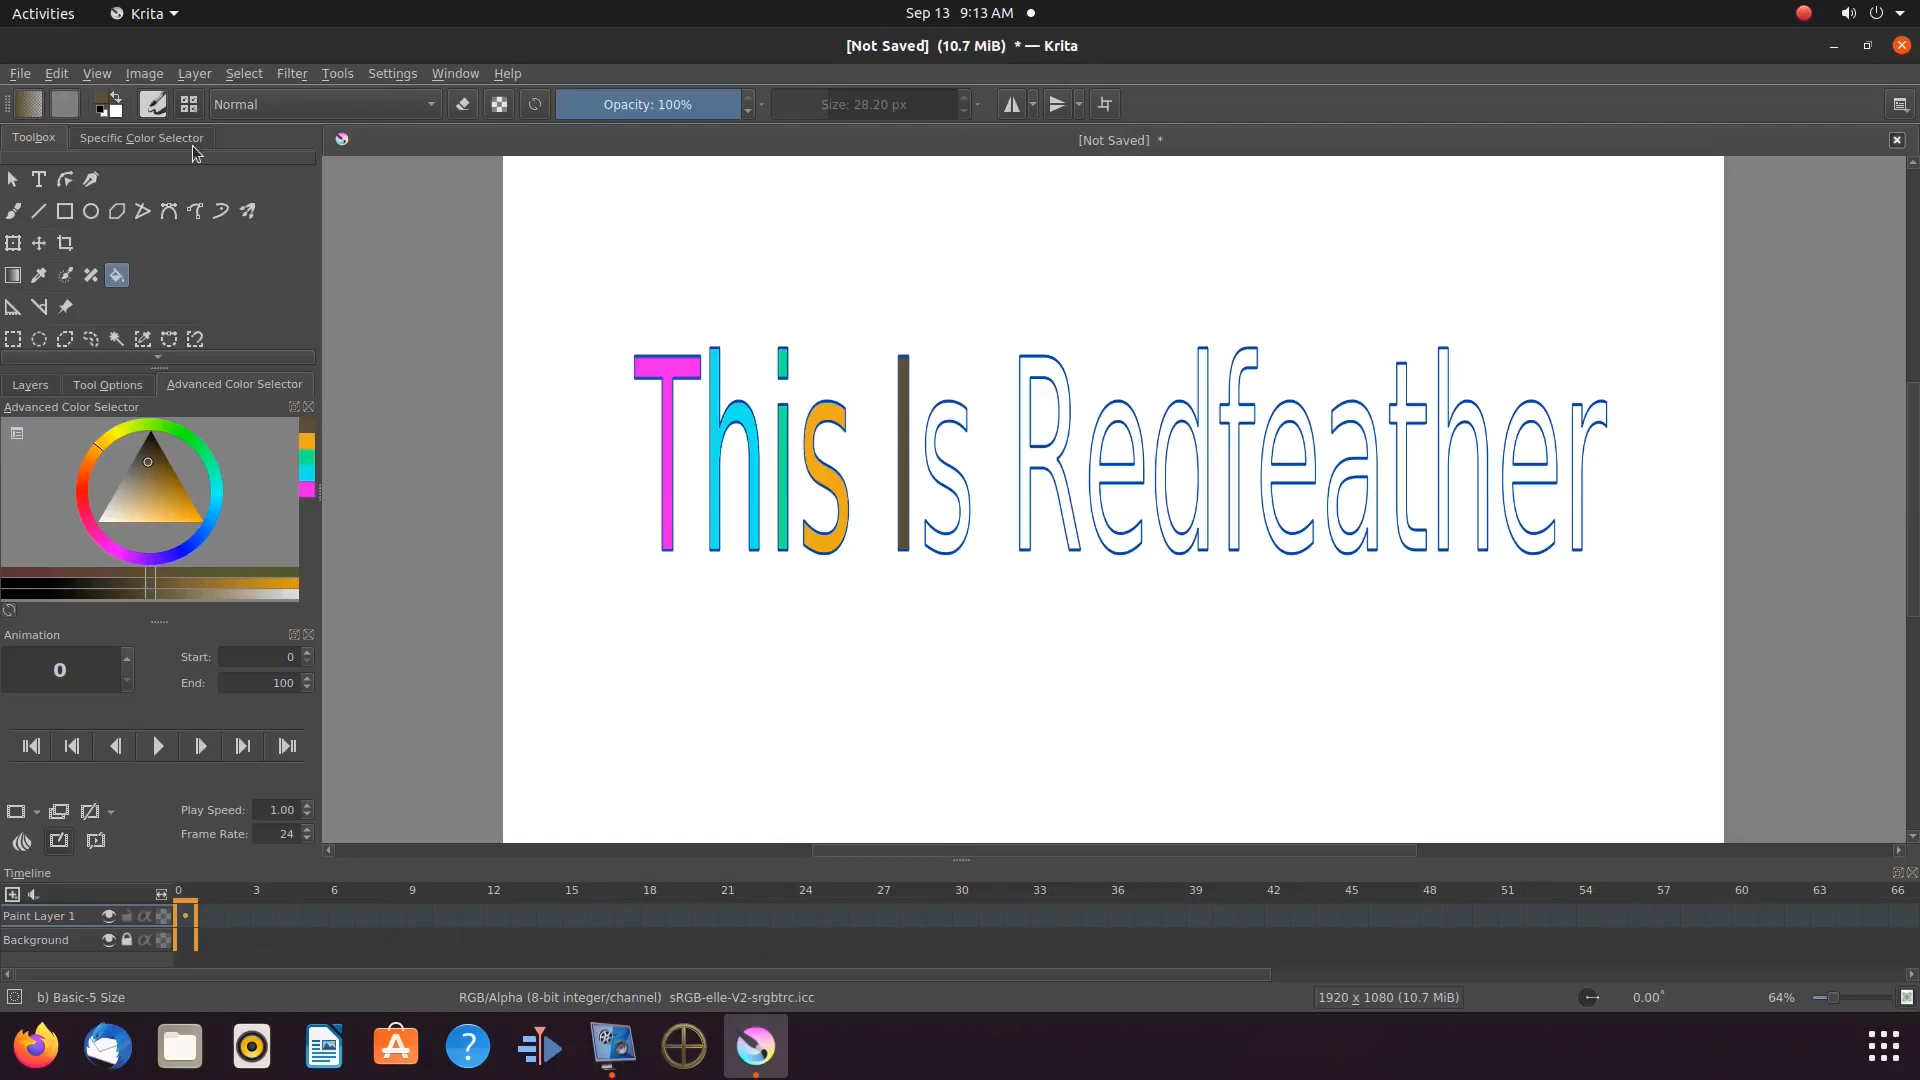 Activities Krita Sep 13 9:13 AM
[Not Saved] (10.7 MiB) * — Krita
File Edit View Image Layer Select Filter Tools Settings Window Help
Normal Opacity: 100% Size: 28.20 px
Toolbox Specific Color Selector [Not Saved] *
This Is Redfeather
Layers Tool Options Advanced Color Selector
Advanced Color Selector
Animation
0 Start: 0
End: 100
Play Speed: 1.00
Frame Rate: 24
Timeline
0 3 6 9 12 15 18 21 24 27 30 33 36 39 42 45 48 51 54 57 60 63 66
Paint Layer 1
Background
b) Basic-5 Size RGB/Alpha (8-bit integer/channel) sRGB-elle-V2-srgbtrc.icc 1920 x 1080 (10.7 MiB) 0.00° 64%